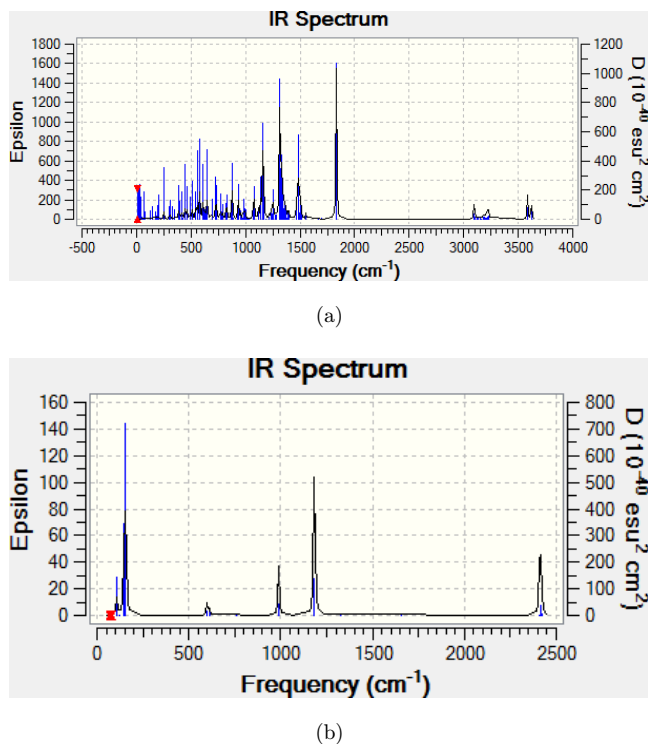 IR Spectrum
1800
1600
1400
1200
1000
800
600
400
200
0
Epsilon
1200
1000
800
600
400
200
0
D (10⁻⁴⁰ esu² cm²)
-500 0 500 1000 1500 2000 2500 3000 3500 4000
Frequency (cm⁻¹)
(a)
IR Spectrum
160
140
120
100
80
60
40
20
0
Epsilon
800
700
600
500
400
300
200
100
0
D (10⁻⁴⁰ esu² cm²)
0 500 1000 1500 2000 2500
Frequency (cm⁻¹)
(b)